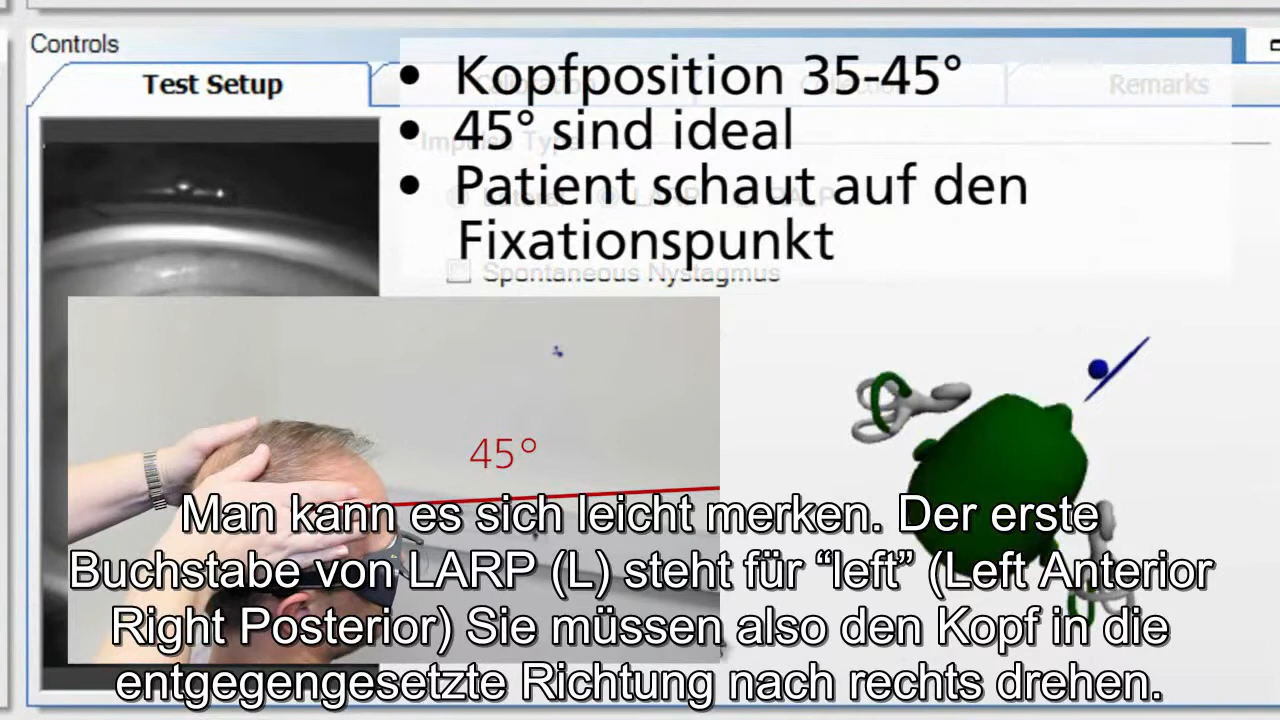 Controls
Test Setup
Remarks
• Kopfposition 35-45°
• 45° sind ideal
• Patient schaut auf den
Fixationspunkt
Spontaneous Nystagmus
45°
Man kann es sich leicht merken. Der erste
Buchstabe von LARP (L) steht für “left” (Left Anterior
Right Posterior) Sie müssen also den Kopf in die
entgegengesetzte Richtung nach rechts drehen.